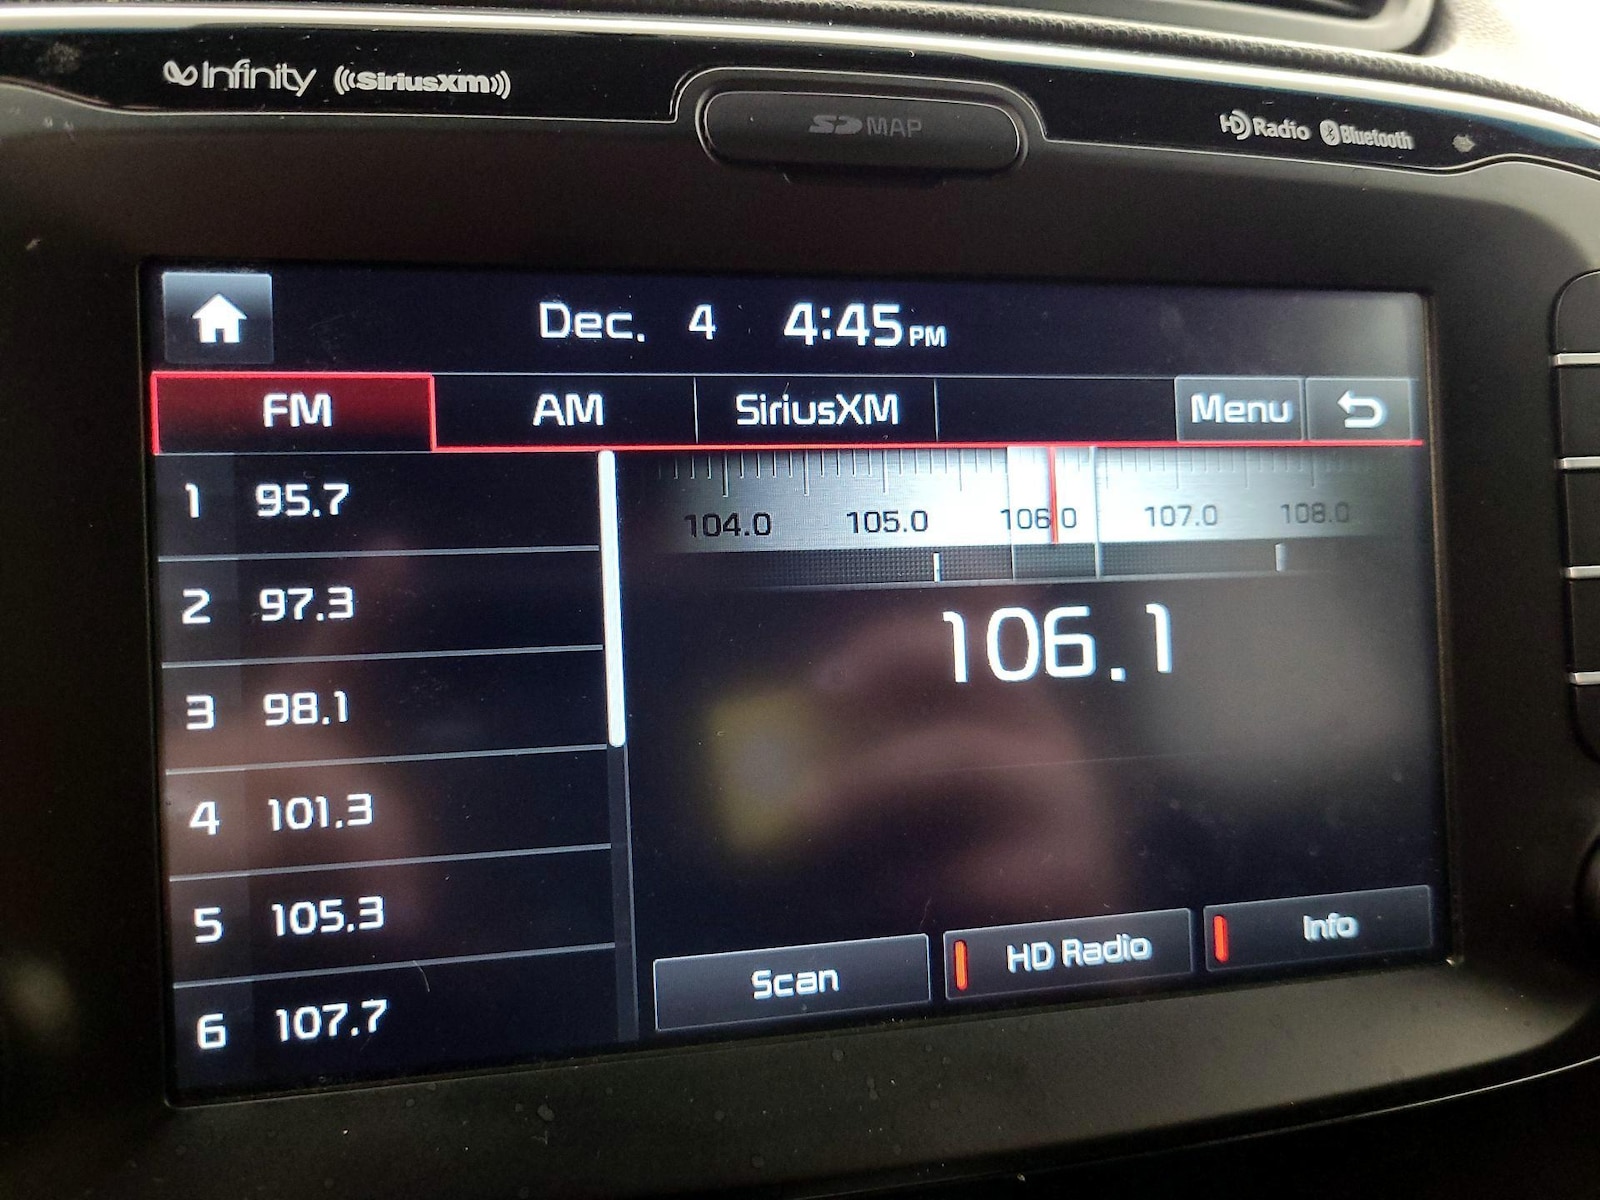 Infinity ((SiriusXM))
SD MAP
HD Radio Bluetooth
Dec. 4 4:45 PM
FM AM SiriusXM Menu
1 95.7
2 97.3
3 98.1
4 101.3
5 105.3
6 107.7
104.0 105.0 106.0 107.0 108.0
106.1
Scan HD Radio Info